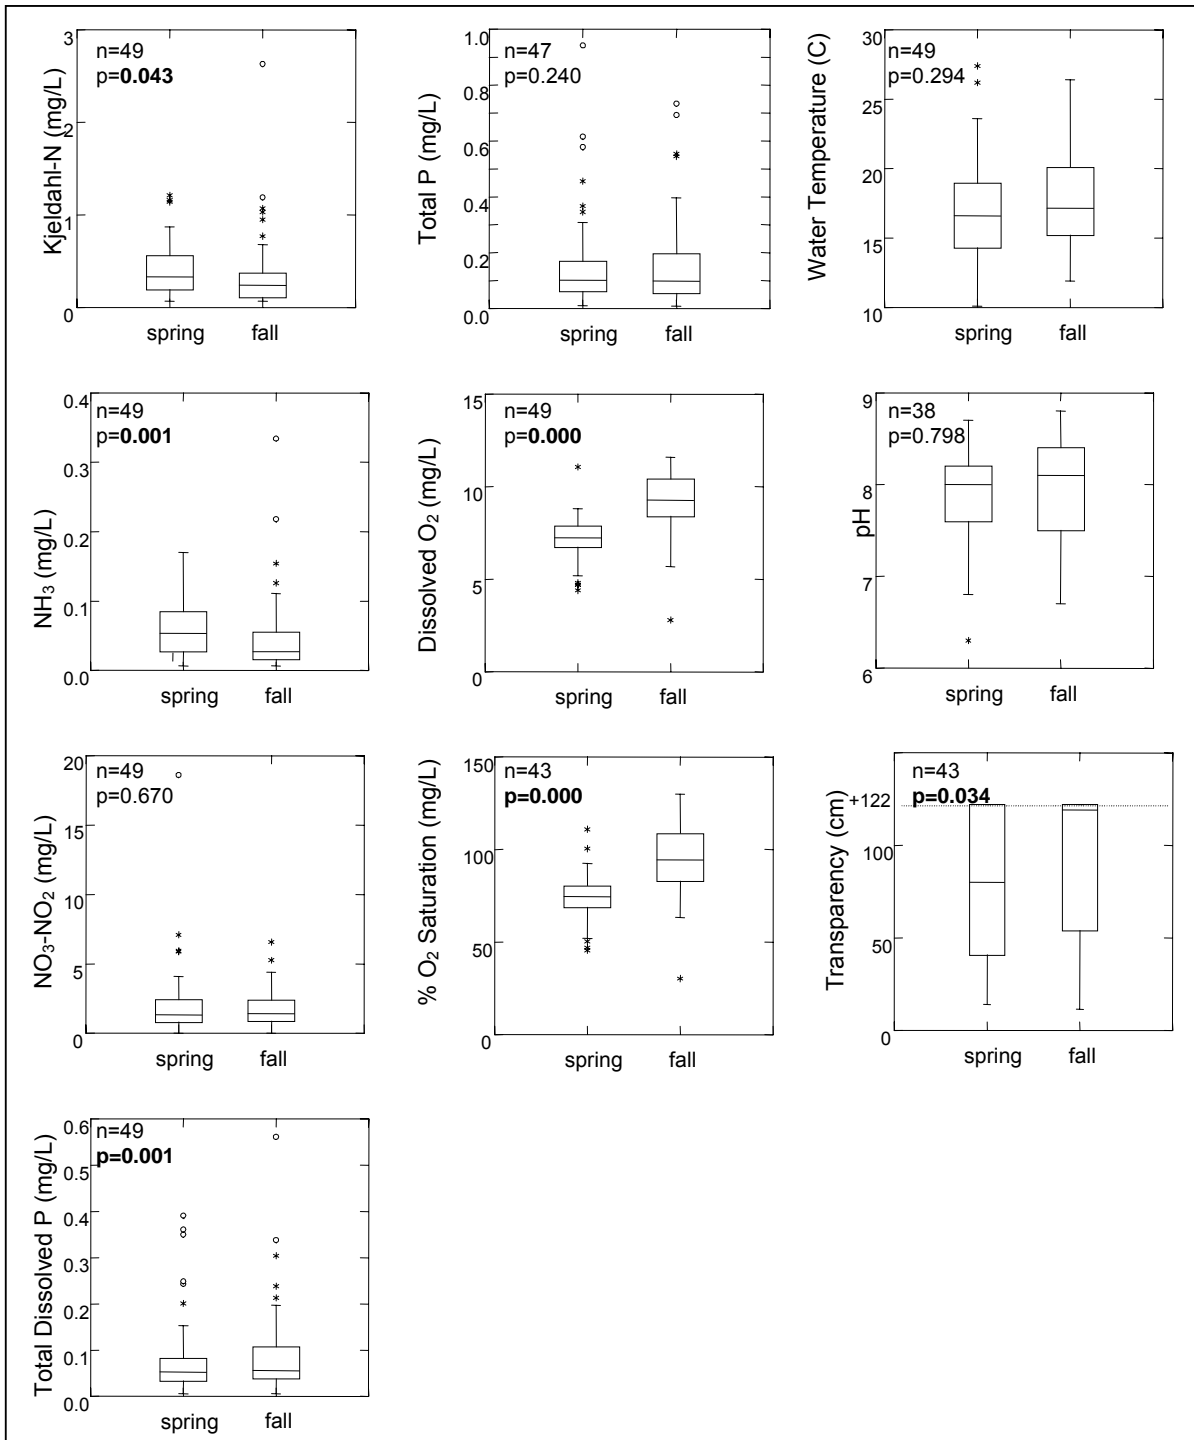 n=49
p=0.043
Kjeldahl-N (mg/L)
3
2
1
0
spring fall
n=47
p=0.240
Total P (mg/L)
1.0
0.8
0.6
0.4
0.2
0.0
spring fall
n=49
p=0.294
Water Temperature (C)
30
25
20
15
10
spring fall
n=49
p=0.001
NH3 (mg/L)
0.4
0.3
0.2
0.1
0.0
spring fall
n=49
p=0.000
Dissolved O2 (mg/L)
15
10
5
0
spring fall
n=38
p=0.798
pH
9
8
7
6
spring fall
n=49
p=0.670
NO3-NO2 (mg/L)
20
15
10
5
0
spring fall
n=43
p=0.000
% O2 Saturation (mg/L)
150
100
50
0
spring fall
n=43
p=0.034
Transparency (cm)
+122
100
50
0
spring fall
n=49
p=0.001
Total Dissolved P (mg/L)
0.6
0.5
0.4
0.3
0.2
0.1
0.0
spring fall